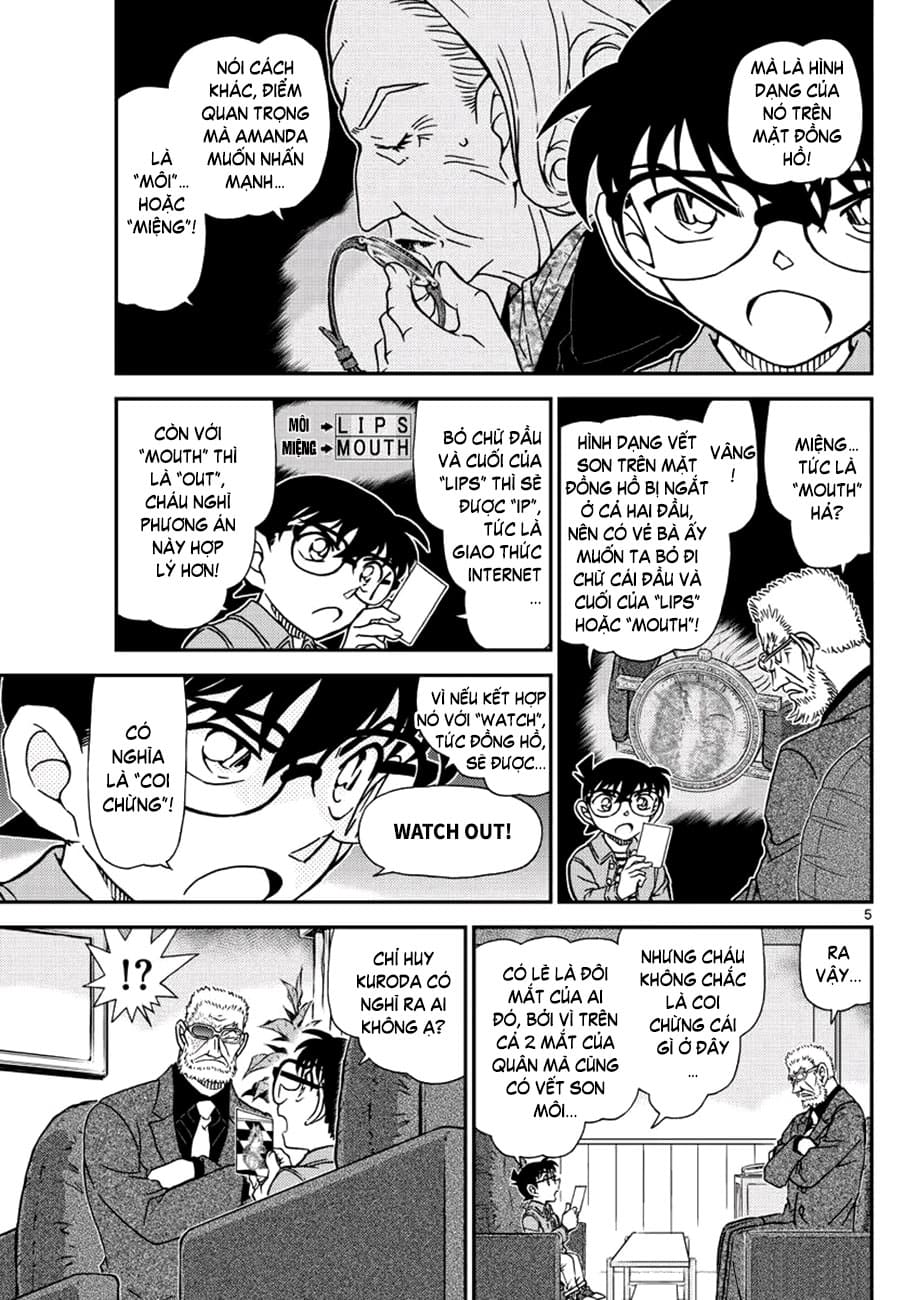 MÀ LÀ HÌNH
DẠNG CỦA
NÓ TRÊN
MẶT ĐỒNG
HỒ!
NÓI CÁCH
KHÁC, ĐIỂM
QUAN TRỌNG
MÀ AMANDA
MUỐN NHẤN
MẠNH...
LÀ
“MÔI”...
HOẶC
“MIỆNG”!
MIỆNG...
TỨC LÀ
“MOUTH”
HẢ?
VÂNG
!
HÌNH DẠNG VẾT
SON TRÊN MẶT
ĐỒNG HỒ BỊ NGẮT
Ở CẢ HAI ĐẦU,
NÊN CÓ VẺ BÀ ẤY
MUỐN TA BỎ ĐI
CHỮ CÁI ĐẦU VÀ
CUỐI CỦA “LIPS”
HOẶC “MOUTH”!
BỎ CHỮ ĐẦU
VÀ CUỐI CỦA
“LIPS” THÌ SẼ
ĐƯỢC “IP”,
TỨC LÀ
GIAO THỨC
INTERNET
...
MÔI → LIPS
MIỆNG → MOUTH
CÒN VỚI
“MOUTH” THÌ
LÀ “OUT”,
CHÁU NGHĨ
PHƯƠNG ÁN
NÀY HỢP
LÝ HƠN!
VÌ NẾU KẾT HỢP
NÓ VỚI “WATCH”,
TỨC ĐỒNG HỒ,
SẼ ĐƯỢC...
WATCH OUT!
CÓ
NGHĨA
LÀ “COI
CHỪNG”!
5
RA
VẬY...
NHƯNG CHÁU
KHÔNG CHẮC
LÀ COI
CHỪNG CÁI
GÌ Ở ĐÂY
...
CÓ LẼ LÀ ĐÔI
MẮT CỦA AI
ĐÓ, BỞI VÌ TRÊN
CẢ 2 MẮT CỦA
QUÂN MÃ CŨNG
CÓ VẾT SON
MÔI...
CHỈ HUY
KURODA CÓ
NGHĨ RA AI
KHÔNG Ạ?
!?